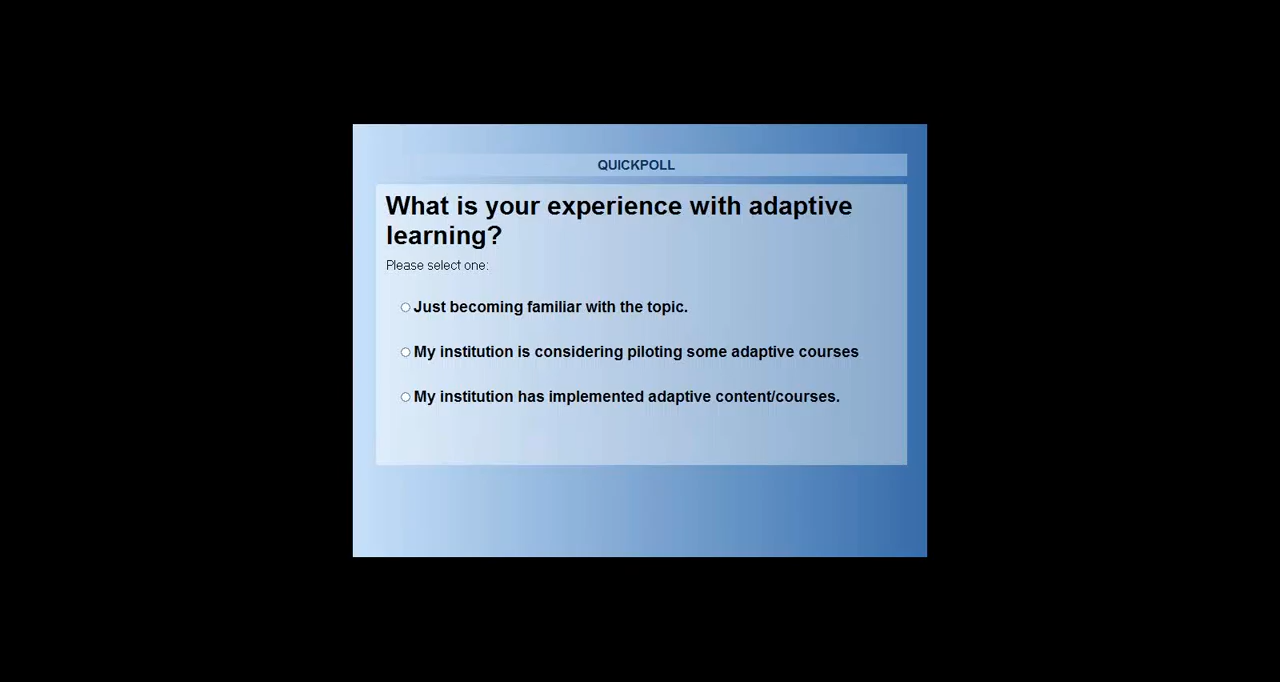 QUICKPOLL
What is your experience with adaptive
learning?
Please select one:
Just becoming familiar with the topic.
My institution is considering piloting some adaptive courses
My institution has implemented adaptive content/courses.